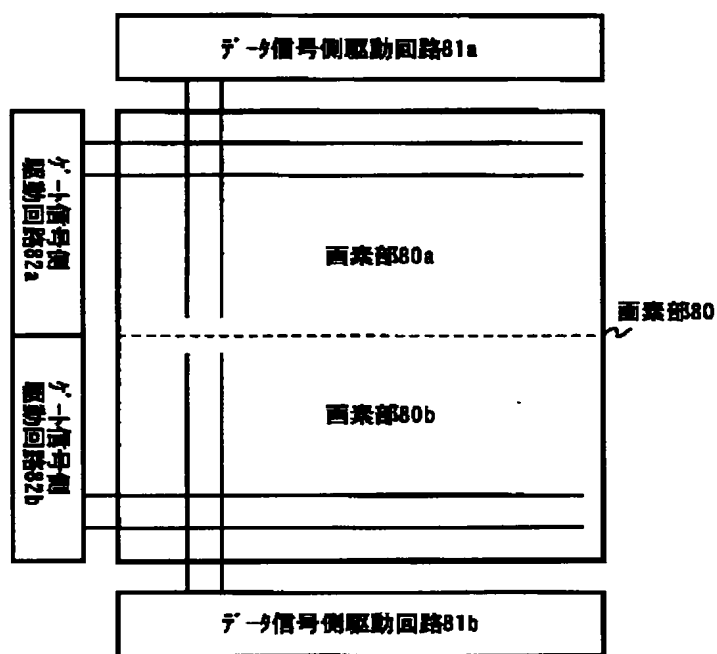 データ信号側駆動回路81a
ゲート信号側
駆動回路82a
画素部80a
画素部80
ゲート信号側
駆動回路82b
画素部80b
データ信号側駆動回路81b